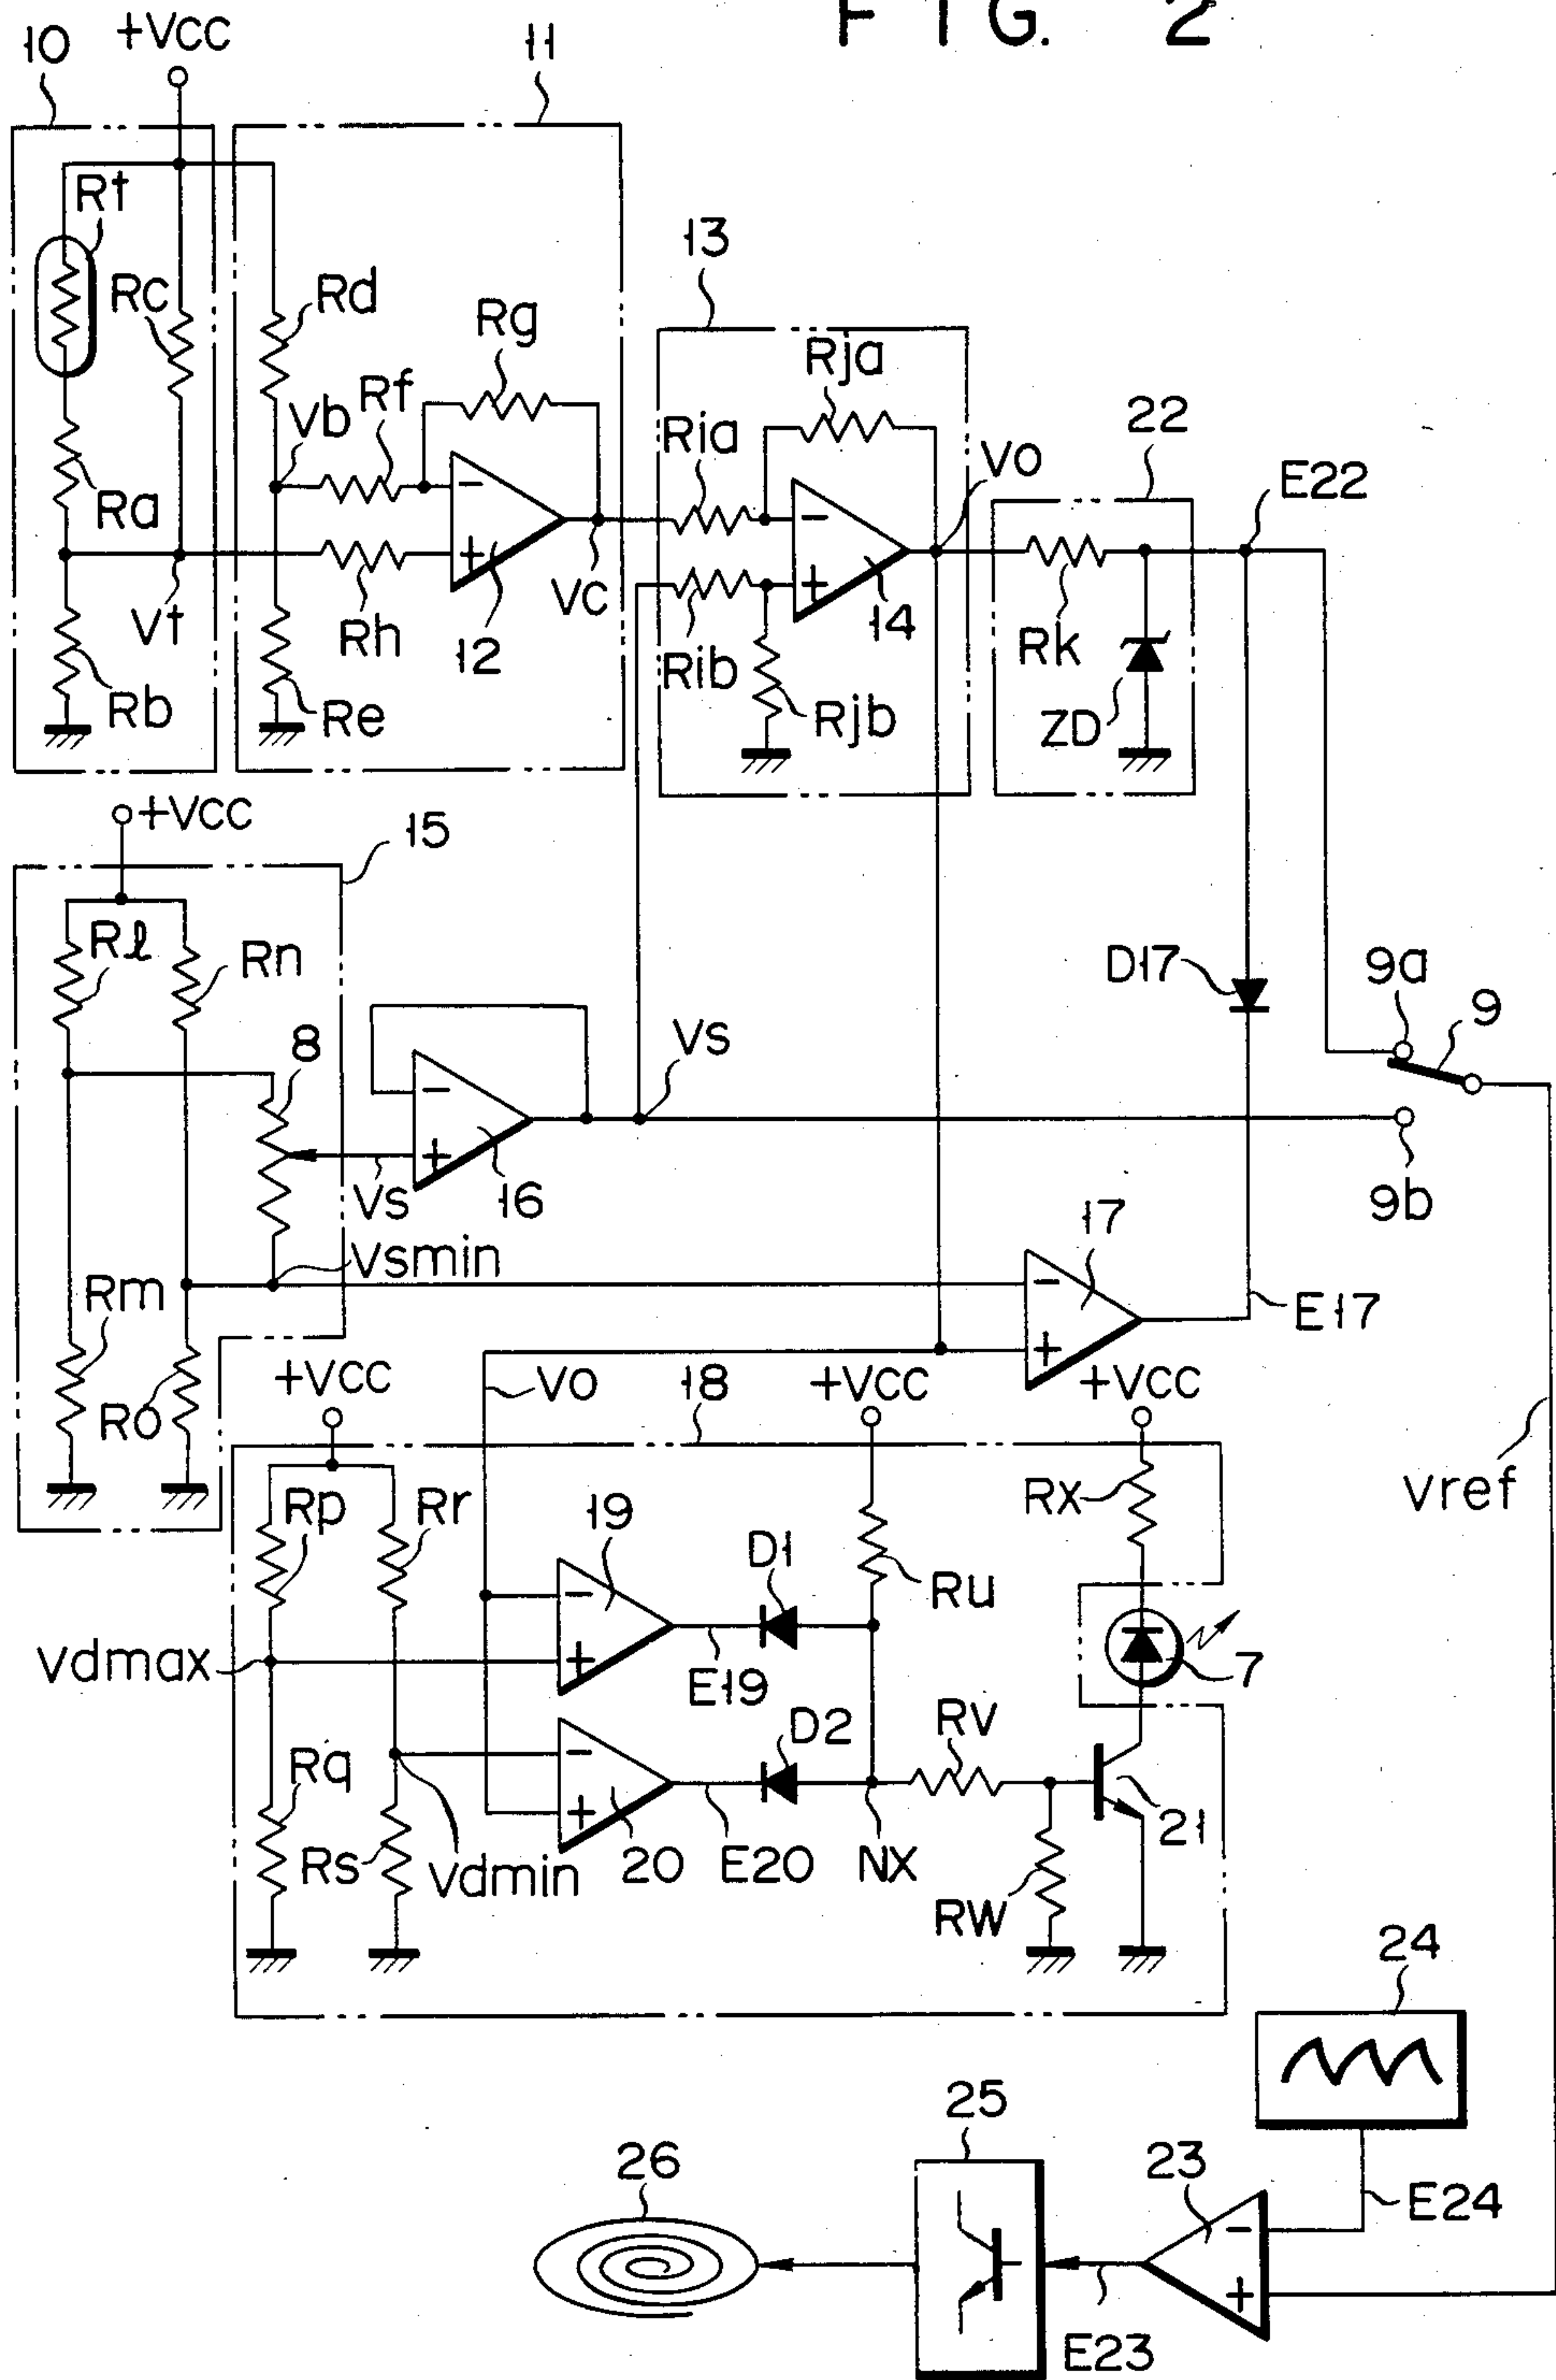 FIG. 2
10
+VCC
11
Rt
Rc
Rd
Rg
Vb
Rf
Ra
-
+
Vt
Rh
12
Vc
Rb
Re
13
Rja
Ria
-
+
14
Vo
Rib
Rjb
22
E22
Rk
ZD
+VCC
15
Rl
Rn
8
-
+
16
Vs
Vs
D17
9a
9
9b
Vsmin
17
-
+
E17
Rm
Ro
+VCC
Vo
18
+VCC
+VCC
Rp
Rr
19
D1
Ru
Rx
Vref
-
+
Vdmax
E19
7
D2
Rv
-
+
Rq
Rs
Vdmin
20
E20
NX
21
RW
24
25
26
23
E24
-
+
E23